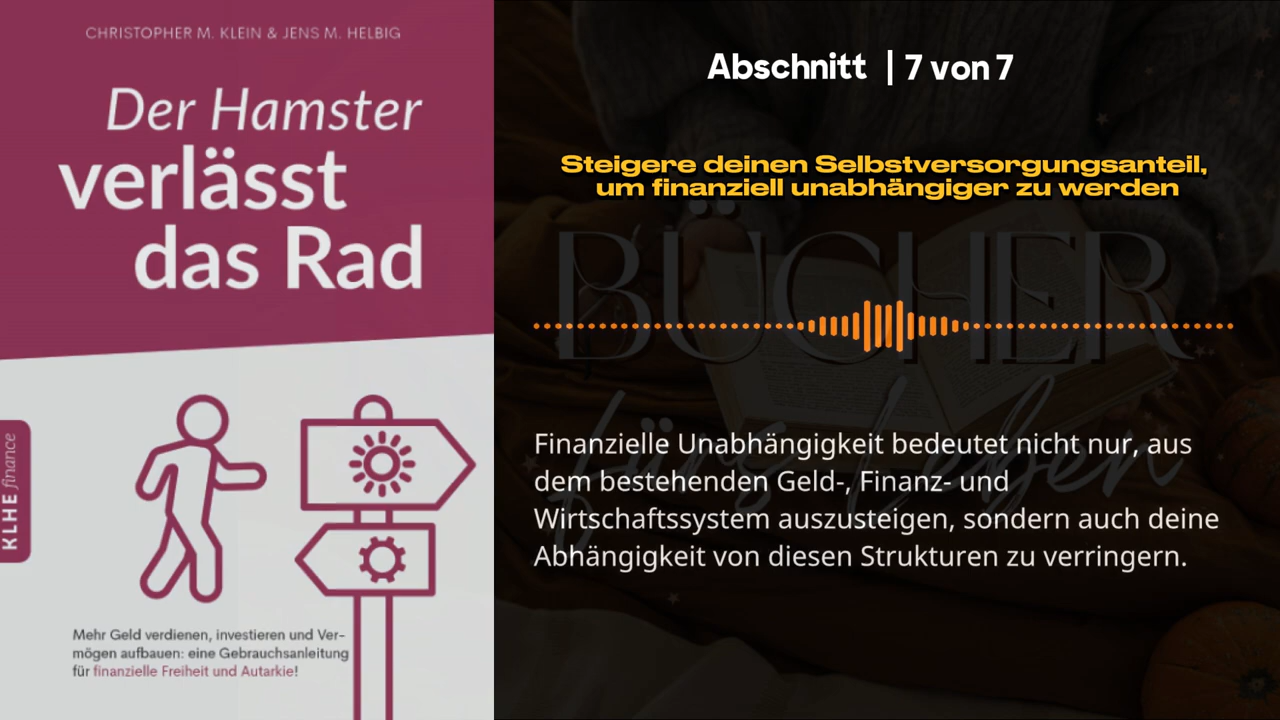 CHRISTOPHER M. KLEIN & JENS M. HELBIG
Der Hamster
verlässt
das Rad
KLHE finance
Mehr Geld verdienen, investieren und Ver-
mögen aufbauen: eine Gebrauchsanleitung
für finanzielle Freiheit und Autarkie!
Abschnitt | 7 von 7
Steigere deinen Selbstversorgungsanteil,
um finanziell unabhängiger zu werden
BÜCHER
fürs Leben
Finanzielle Unabhängigkeit bedeutet nicht nur, aus
dem bestehenden Geld-, Finanz- und
Wirtschaftssystem auszusteigen, sondern auch deine
Abhängigkeit von diesen Strukturen zu verringern.